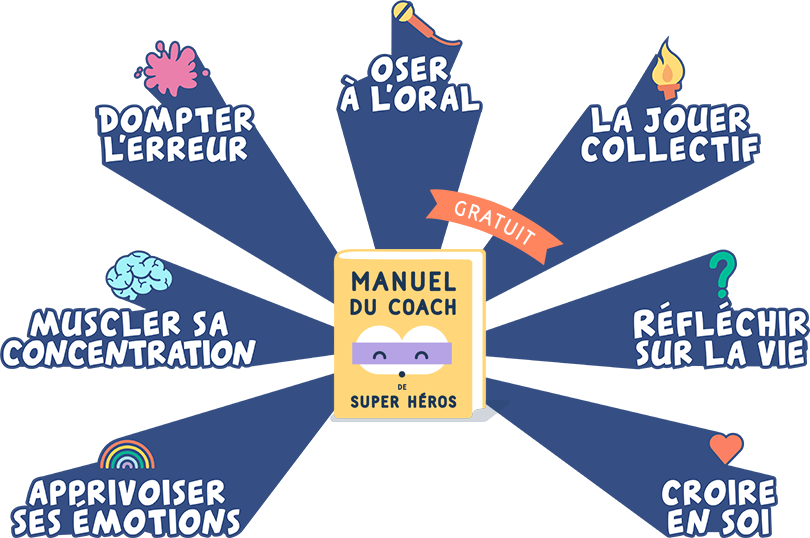 OSER
À L'ORAL
DOMPTER
L'ERREUR
LA JOUER
COLLECTIF
GRATUIT
MANUEL
DU COACH
DE
SUPER HÉROS
MUSCLER SA
CONCENTRATION
RÉFLÉCHIR
SUR LA VIE
APPRIVOISER
SES ÉMOTIONS
CROIRE
EN SOI